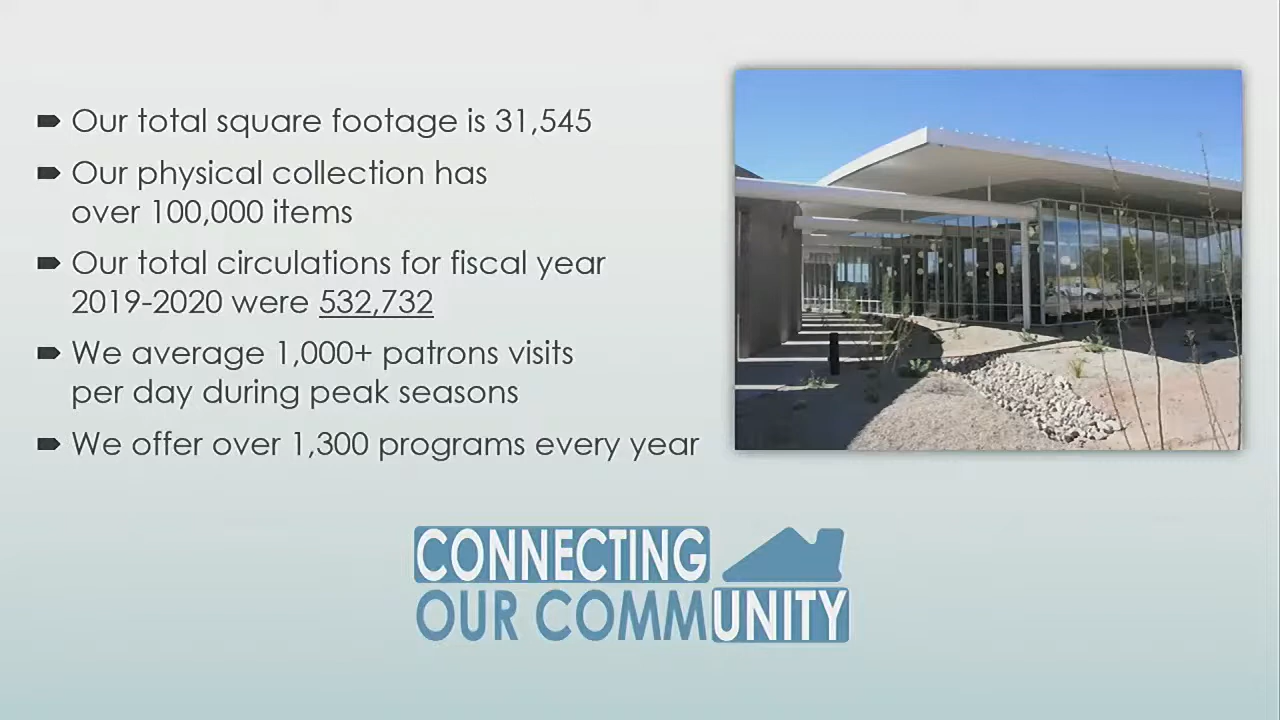 Our total square footage is 31,545
Our physical collection has
over 100,000 items
Our total circulations for fiscal year
2019-2020 were 532,732
We average 1,000+ patrons visits
per day during peak seasons
We offer over 1,300 programs every year
CONNECTING
OUR COMMUNITY